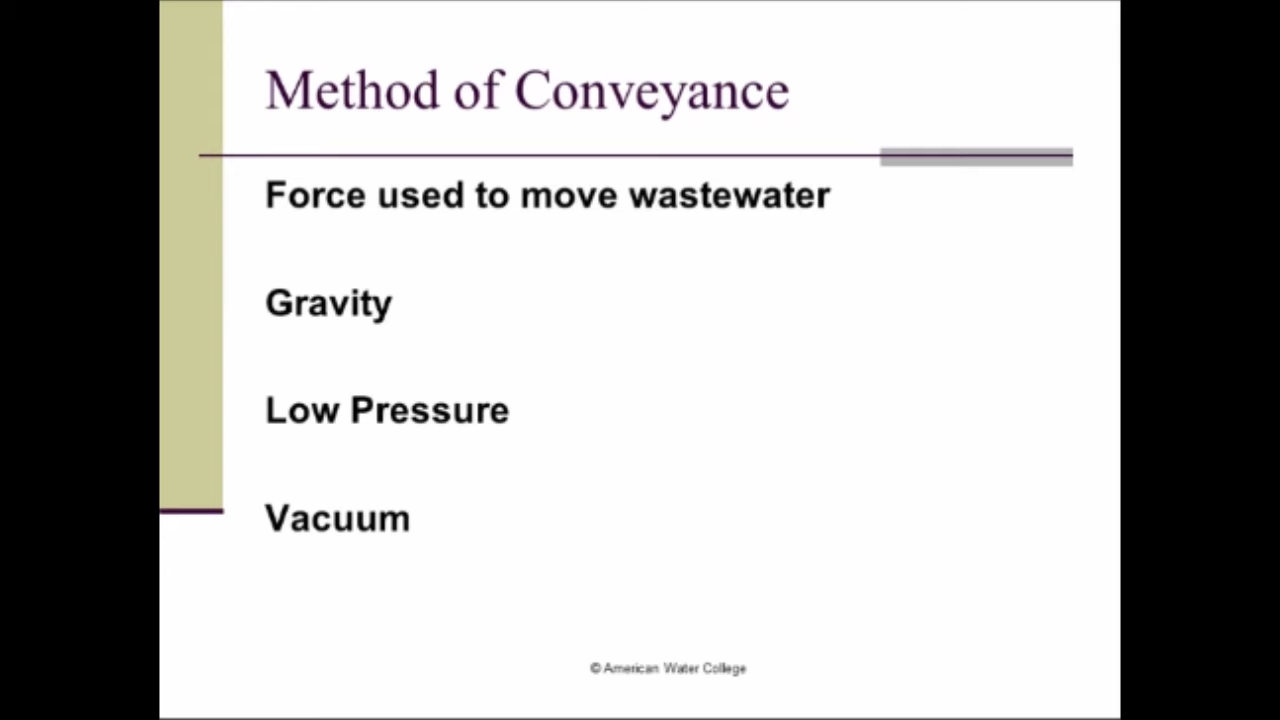 Method of Conveyance
Force used to move wastewater
Gravity
Low Pressure
Vacuum
© American Water College